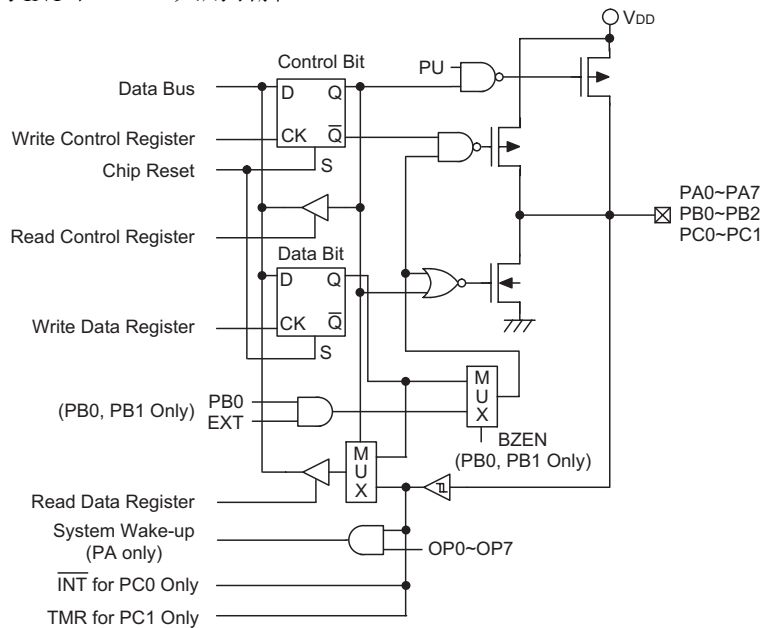 VDD
Control Bit
PU
Data Bus
D Q
CK Q
Write Control Register
Chip Reset
S
PA0~PA7
PB0~PB2
PC0~PC1
Read Control Register
Data Bit
D Q
CK Q
Write Data Register
S
M
U
X
(PB0, PB1 Only)
PB0
EXT
BZEN
(PB0, PB1 Only)
M
U
X
Read Data Register
System Wake-up
(PA only)
OP0~OP7
INT for PC0 Only
TMR for PC1 Only